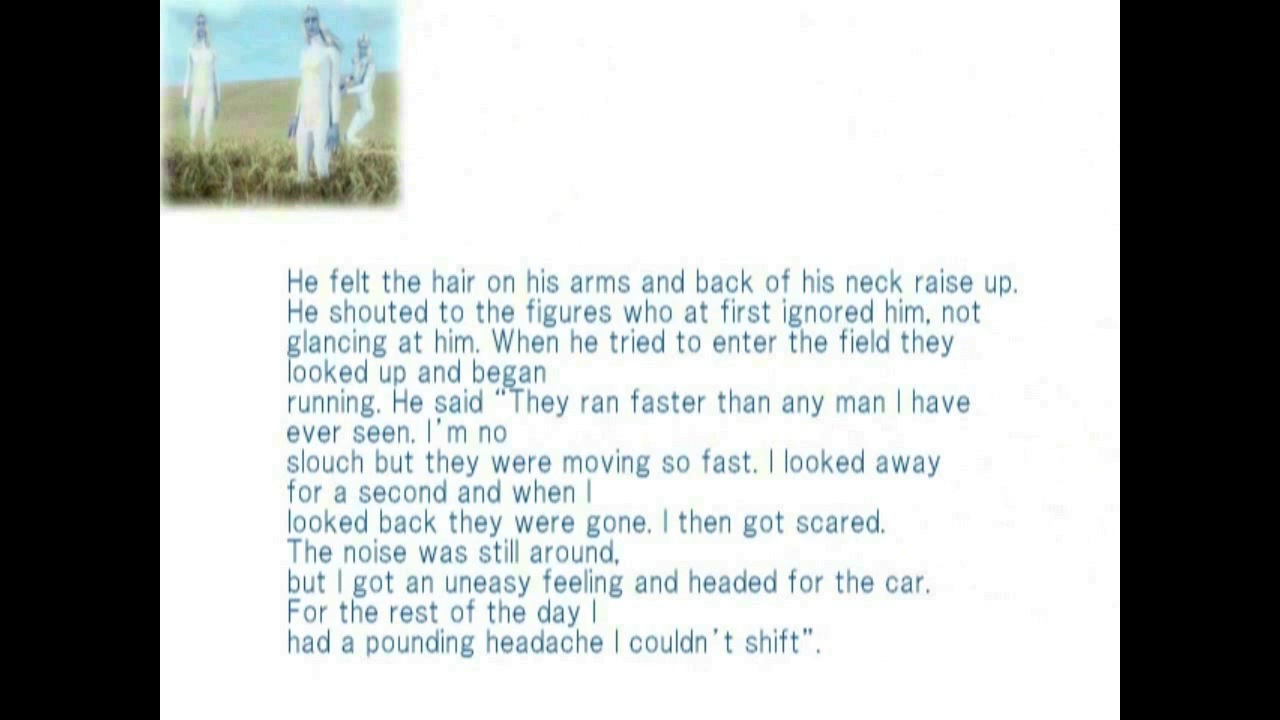 He felt the hair on his arms and back of his neck raise up.
He shouted to the figures who at first ignored him, not
glancing at him. When he tried to enter the field they
looked up and began
running. He said “They ran faster than any man I have
ever seen. I’m no
slouch but they were moving so fast. I looked away
for a second and when I
looked back they were gone. I then got scared.
The noise was still around,
but I got an uneasy feeling and headed for the car.
For the rest of the day I
had a pounding headache I couldn’t shift”.